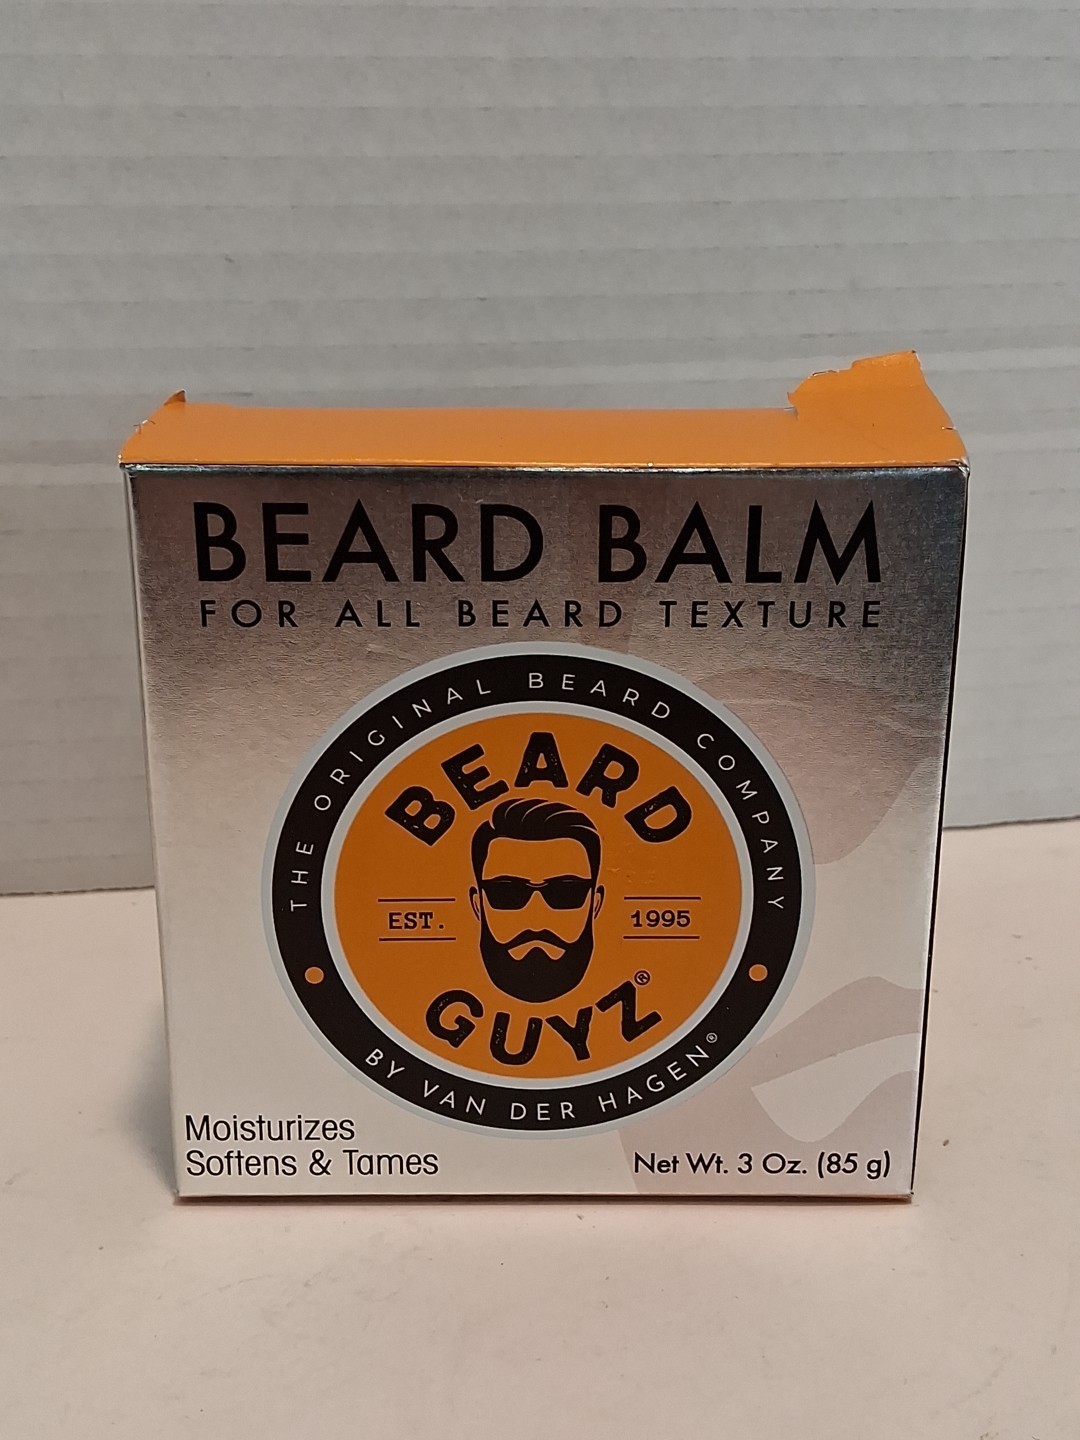 BEARD BALM
FOR ALL BEARD TEXTURE
THE ORIGINAL BEARD COMPANY
BEARD
EST. 1995
GUYZ®
BY VAN DER HAGEN®
Moisturizes
Softens & Tames
Net Wt. 3 Oz. (85 g)